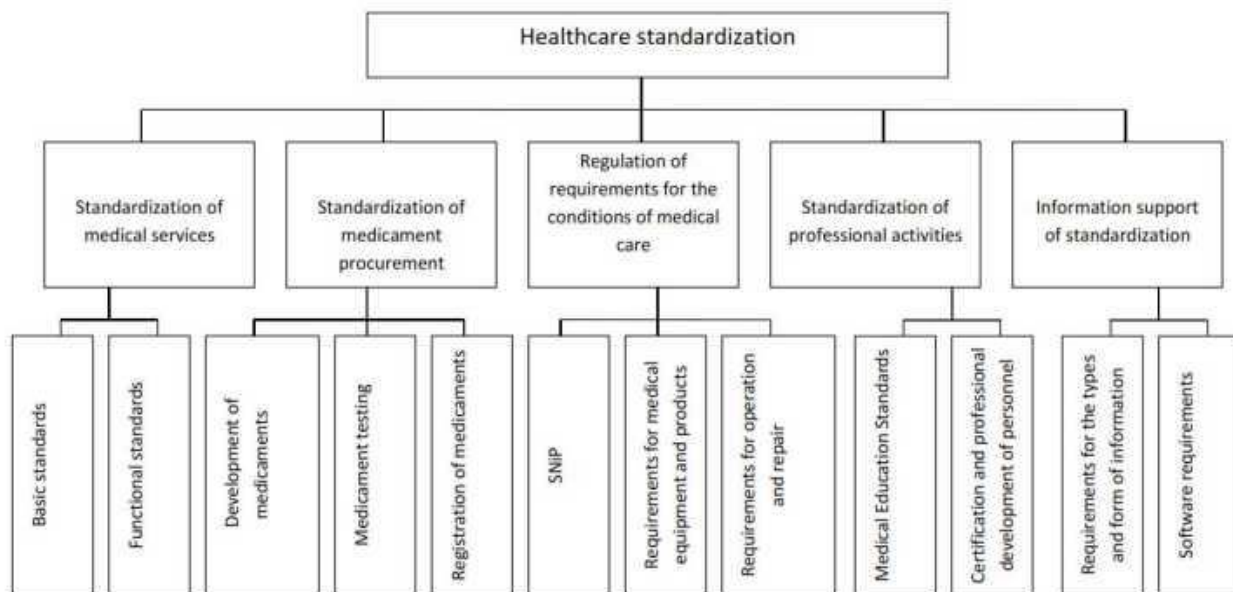 Healthcare standardization
Standardization of
medical services
Standardization of
medicament
procurement
Regulation of
requirements for the
conditions of medical
care
Standardization of
professional activities
Information support
of standardization
Basic standards
Functional standards
Development of
medicaments
Medicament testing
Registration of medicaments
SNiP
Requirements for medical
equipment and products
Requirements for operation
and repair
Medical Education Standards
Certification and professional
development of personnel
Requirements for the types
and form of information
Software requirements